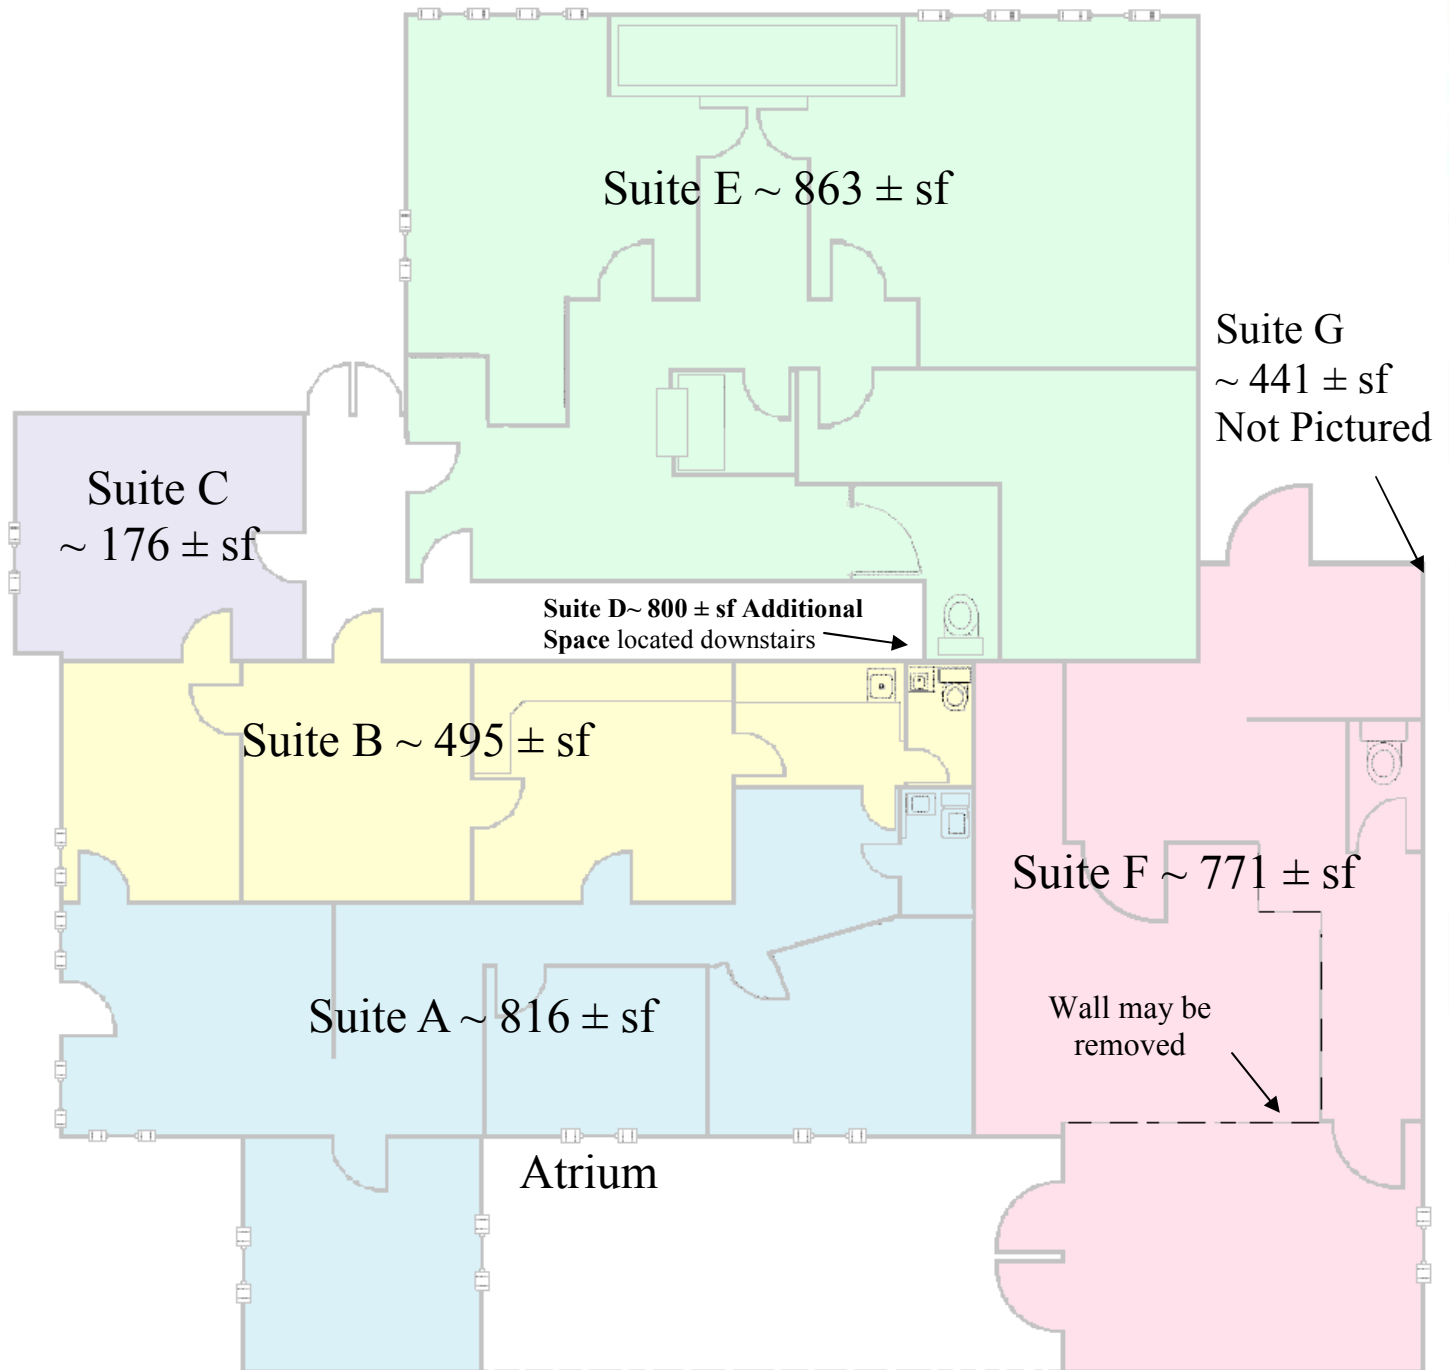 Suite E ~ 863 ± sf
Suite G
~ 441 ± sf
Not Pictured
Suite C
~ 176 ± sf
Suite D~ 800 ± sf Additional
Space located downstairs
Suite B ~ 495 ± sf
Suite F ~ 771 ± sf
Suite A ~ 816 ± sf
Wall may be
removed
Atrium